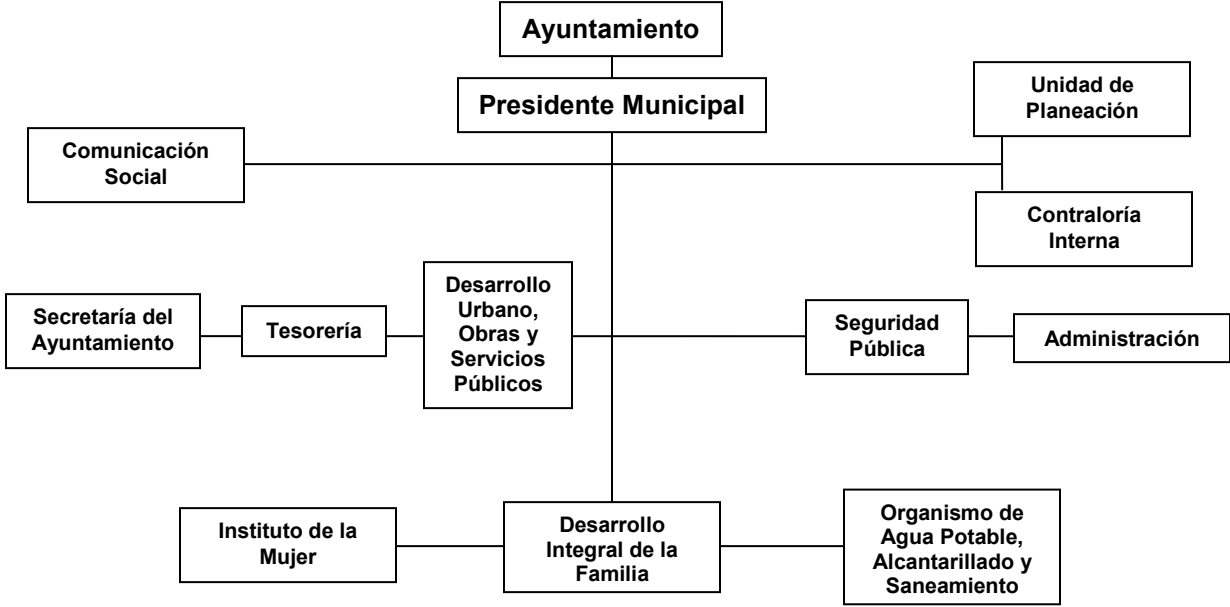 Ayuntamiento
Presidente Municipal
Unidad de
Planeación
Comunicación
Social
Contraloría
Interna
Secretaría del
Ayuntamiento
Tesorería
Desarrollo
Urbano,
Obras y
Servicios
Públicos
Seguridad
Pública
Administración
Instituto de la
Mujer
Desarrollo
Integral de la
Familia
Organismo de
Agua Potable,
Alcantarillado y
Saneamiento